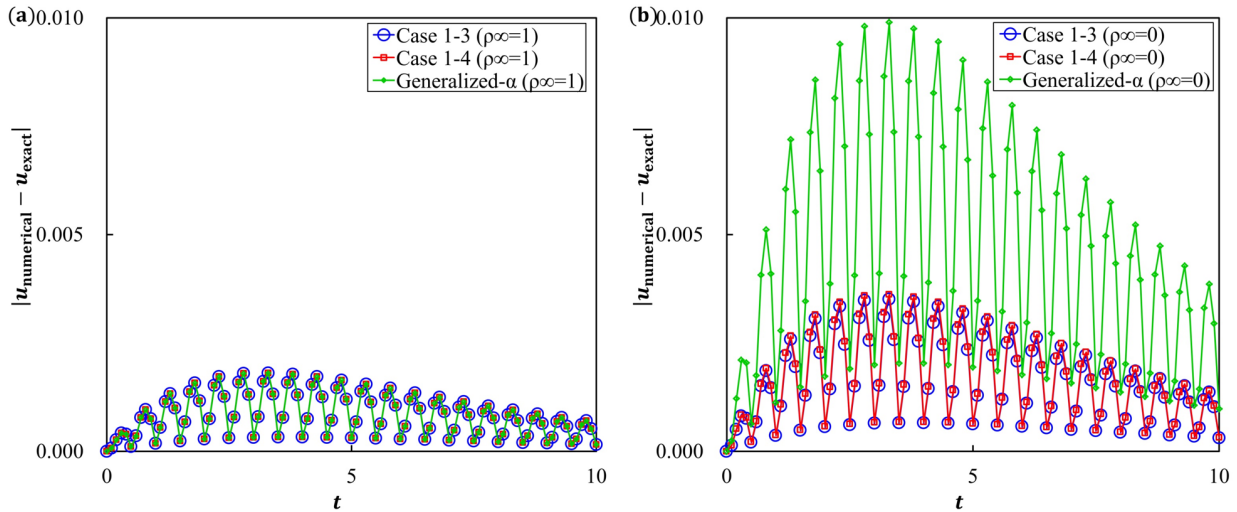 (a)
0.010
Case 1-3 (ρ∞=1)
Case 1-4 (ρ∞=1)
Generalized-α (ρ∞=1)
|𝒖numerical − 𝒖exact|
0.005
0.000
0
5
10
𝒕
(b)
0.010
Case 1-3 (ρ∞=0)
Case 1-4 (ρ∞=0)
Generalized-α (ρ∞=0)
|𝒖numerical − 𝒖exact|
0.005
0.000
0
5
10
𝒕